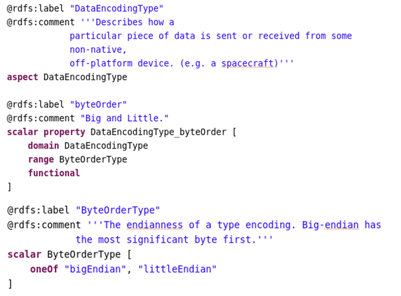 @rdfs:label "DataEncodingType"
@rdfs:comment '''Describes how a
particular piece of data is sent or received from some
non-native,
off-platform device. (e.g. a spacecraft)'''
aspect DataEncodingType
@rdfs:label "byteOrder"
@rdfs:comment "Big and Little."
scalar property DataEncodingType_byteOrder [
domain DataEncodingType
range ByteOrderType
functional
]
@rdfs:label "ByteOrderType"
@rdfs:comment '''The endianness of a type encoding. Big-endian has
the most significant byte first.'''
scalar ByteOrderType [
oneOf "bigEndian", "littleEndian"
]